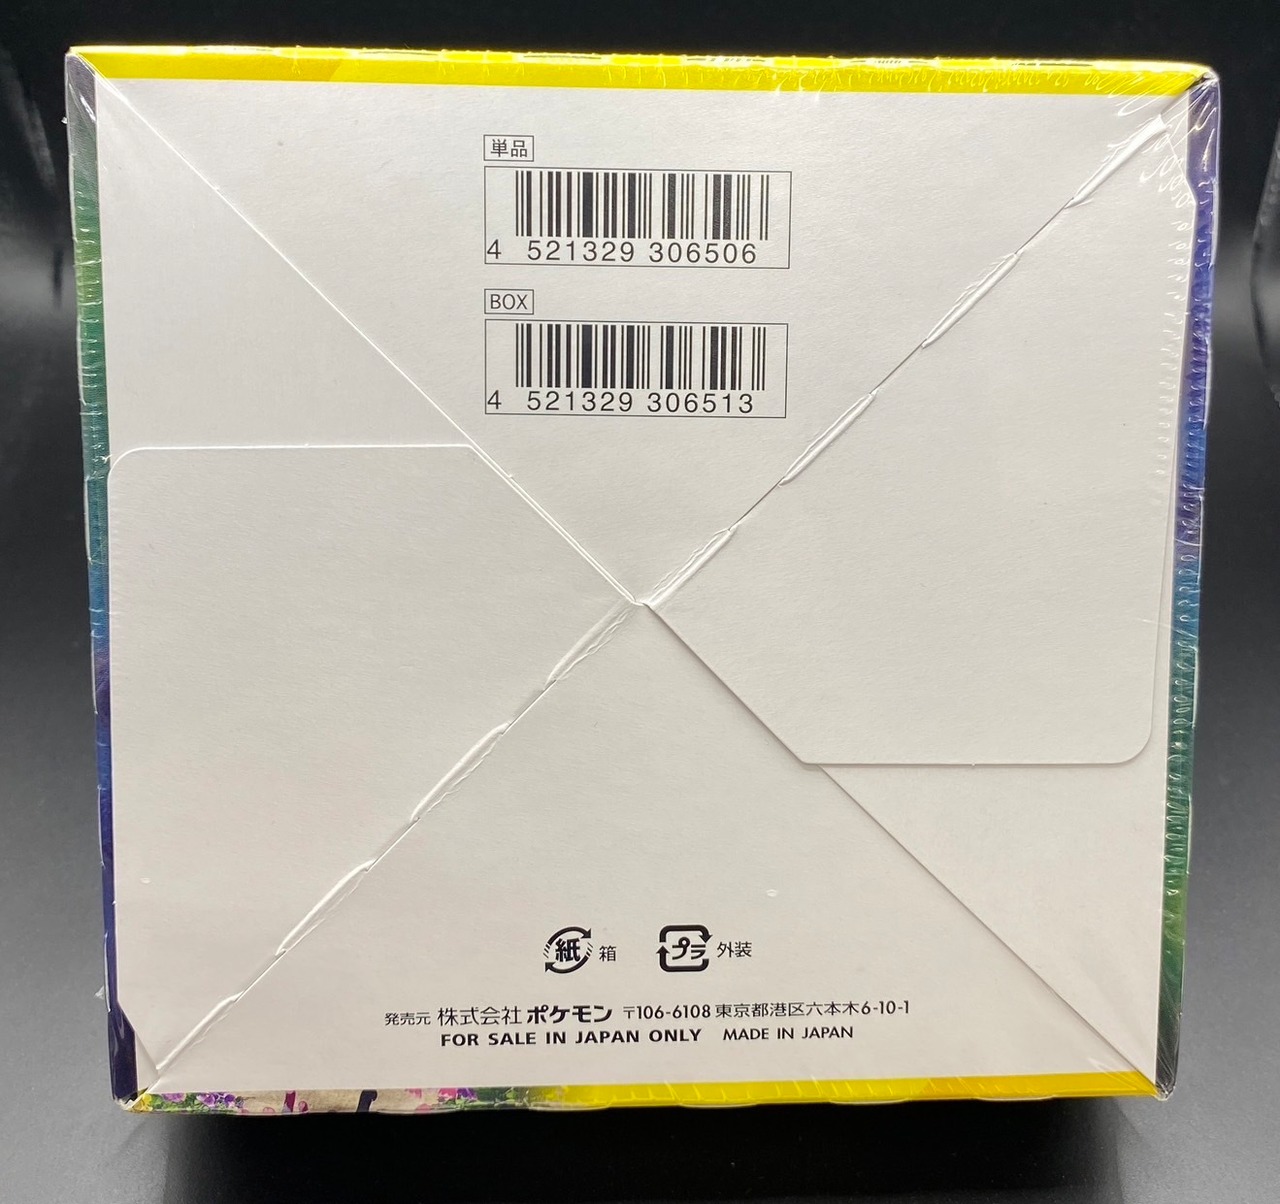 単品
4 521329 306506
BOX
4 521329 306513
紙 箱 プラ 外装
発売元 株式会社 ポケモン 〒106-6108 東京都港区六本木6-10-1
FOR SALE IN JAPAN ONLY MADE IN JAPAN